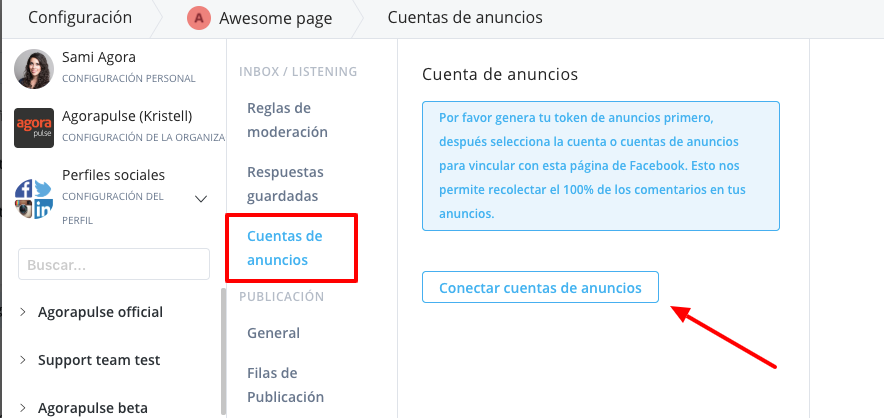 Configuración
A
Awesome page
Cuentas de anuncios
Sami Agora
CONFIGURACIÓN PERSONAL
agora
pulse
Agorapulse (Kristell)
CONFIGURACIÓN DE LA ORGANIZA
Perfiles sociales
CONFIGURACIÓN DEL
PERFIL
Buscar...
Agorapulse official
Support team test
Agorapulse beta
INBOX / LISTENING
Reglas de
moderación
Respuestas
guardadas
Cuentas de
anuncios
PUBLICACIÓN
General
Filas de
Publicación
Cuenta de anuncios
Por favor genera tu token de anuncios primero,
después selecciona la cuenta o cuentas de anuncios
para vincular con esta página de Facebook. Esto nos
permite recolectar el 100% de los comentarios en tus
anuncios.
Conectar cuentas de anuncios